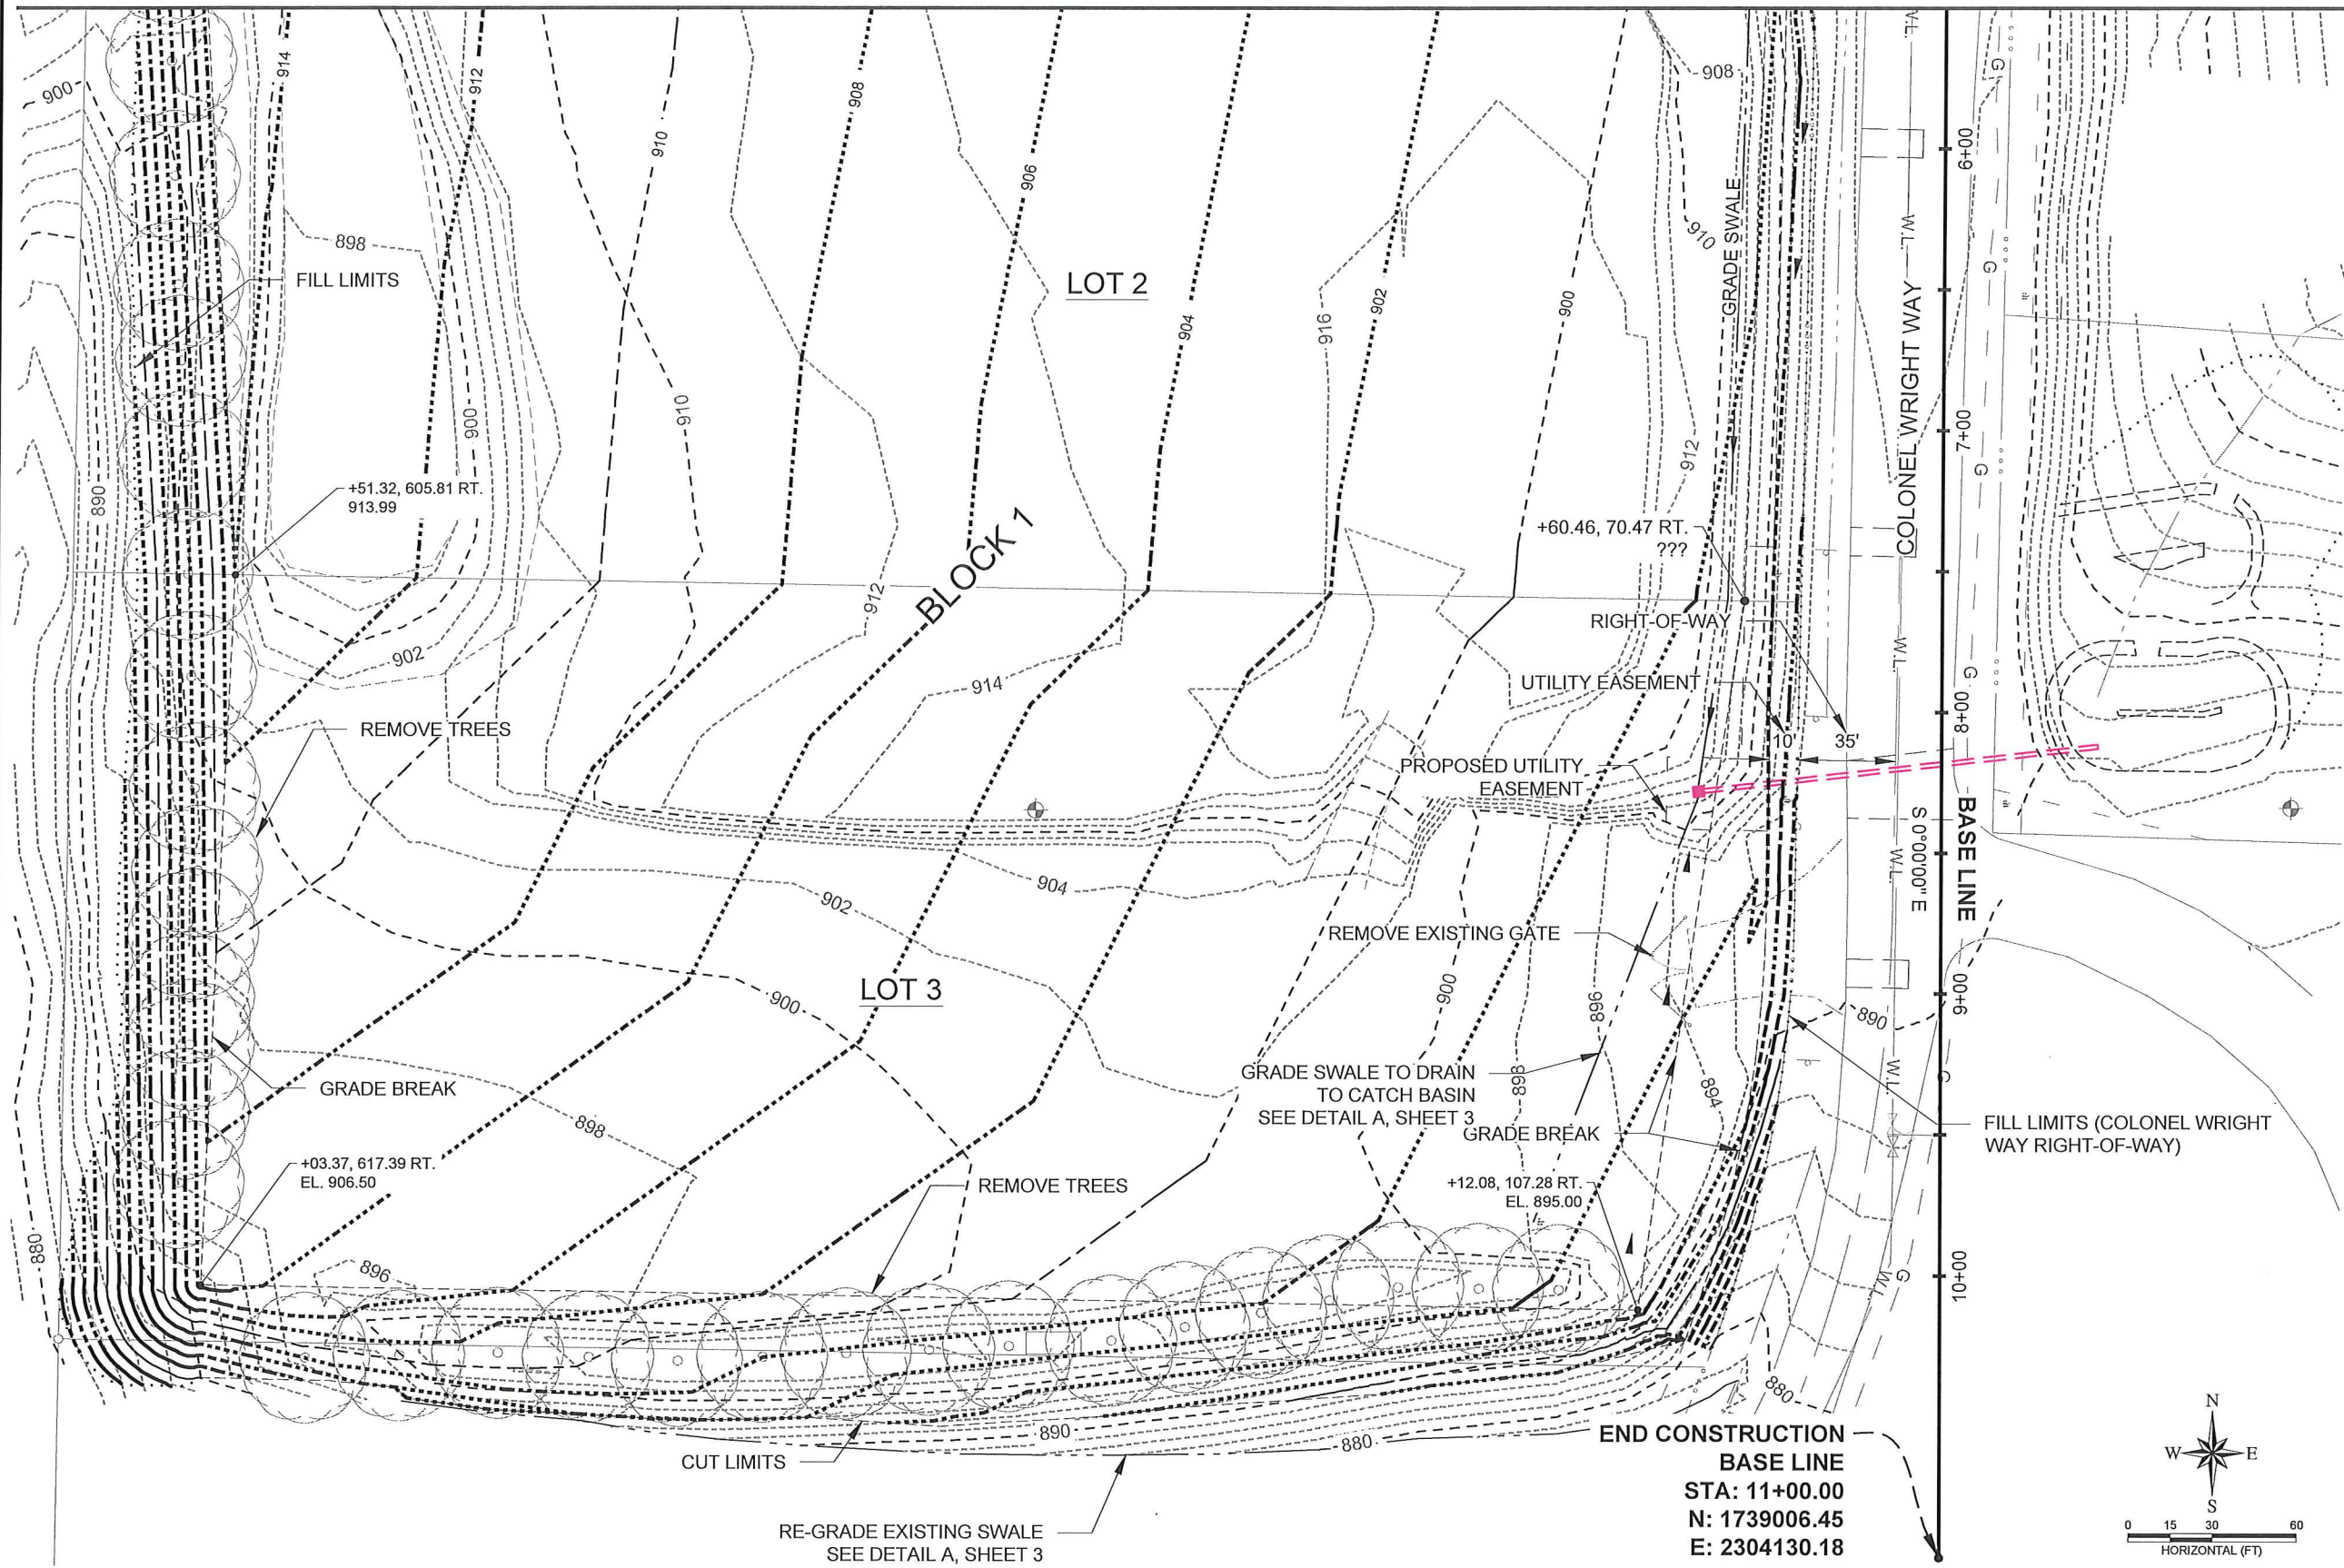 900
914
912
908
910
906
908
898
FILL LIMITS
LOT 2
904
916
902
900
910
GRADE SWALE
COLONEL WRIGHT WAY
W.L.
W.L.
G
G
6+00
890
900
910
912
+51.32, 605.81 RT.
913.99
BLOCK 1
912
+60.46, 70.47 RT.
???
RIGHT-OF-WAY
7+00
G
902
914
UTILITY EASEMENT
W.L.
G
REMOVE TREES
10'
35'
8+00
PROPOSED UTILITY
EASEMENT
S 0°00'00" E
BASE LINE
W.L.
904
902
REMOVE EXISTING GATE
LOT 3
900
900
896
890
9+00
GRADE BREAK
GRADE SWALE TO DRAIN
TO CATCH BASIN
SEE DETAIL A, SHEET 3
898
894
W.L.
G
898
GRADE BREAK
FILL LIMITS (COLONEL WRIGHT
WAY RIGHT-OF-WAY)
+03.37, 617.39 RT.
EL. 906.50
REMOVE TREES
+12.08, 107.28 RT.
EL. 895.00
880
896
W.L.
G
10+00
880
890
880
CUT LIMITS
END CONSTRUCTION
BASE LINE
STA: 11+00.00
N: 1739006.45
E: 2304130.18
RE-GRADE EXISTING SWALE
SEE DETAIL A, SHEET 3
N
W
E
S
0 15 30 60
HORIZONTAL (FT)